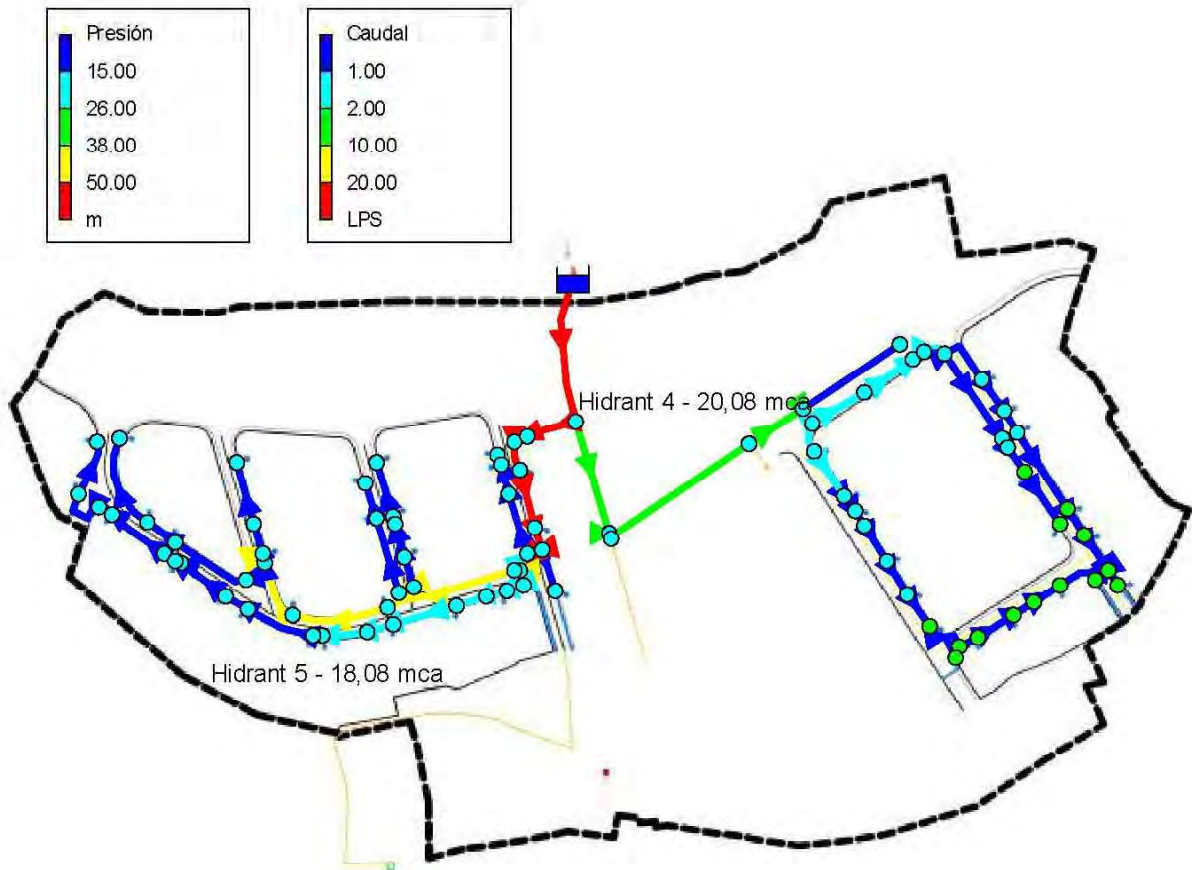 Presión
15.00
26.00
38.00
50.00
m
Caudal
1.00
2.00
10.00
20.00
LPS
Hidrant 4 - 20,08 mca
Hidrant 5 - 18,08 mca